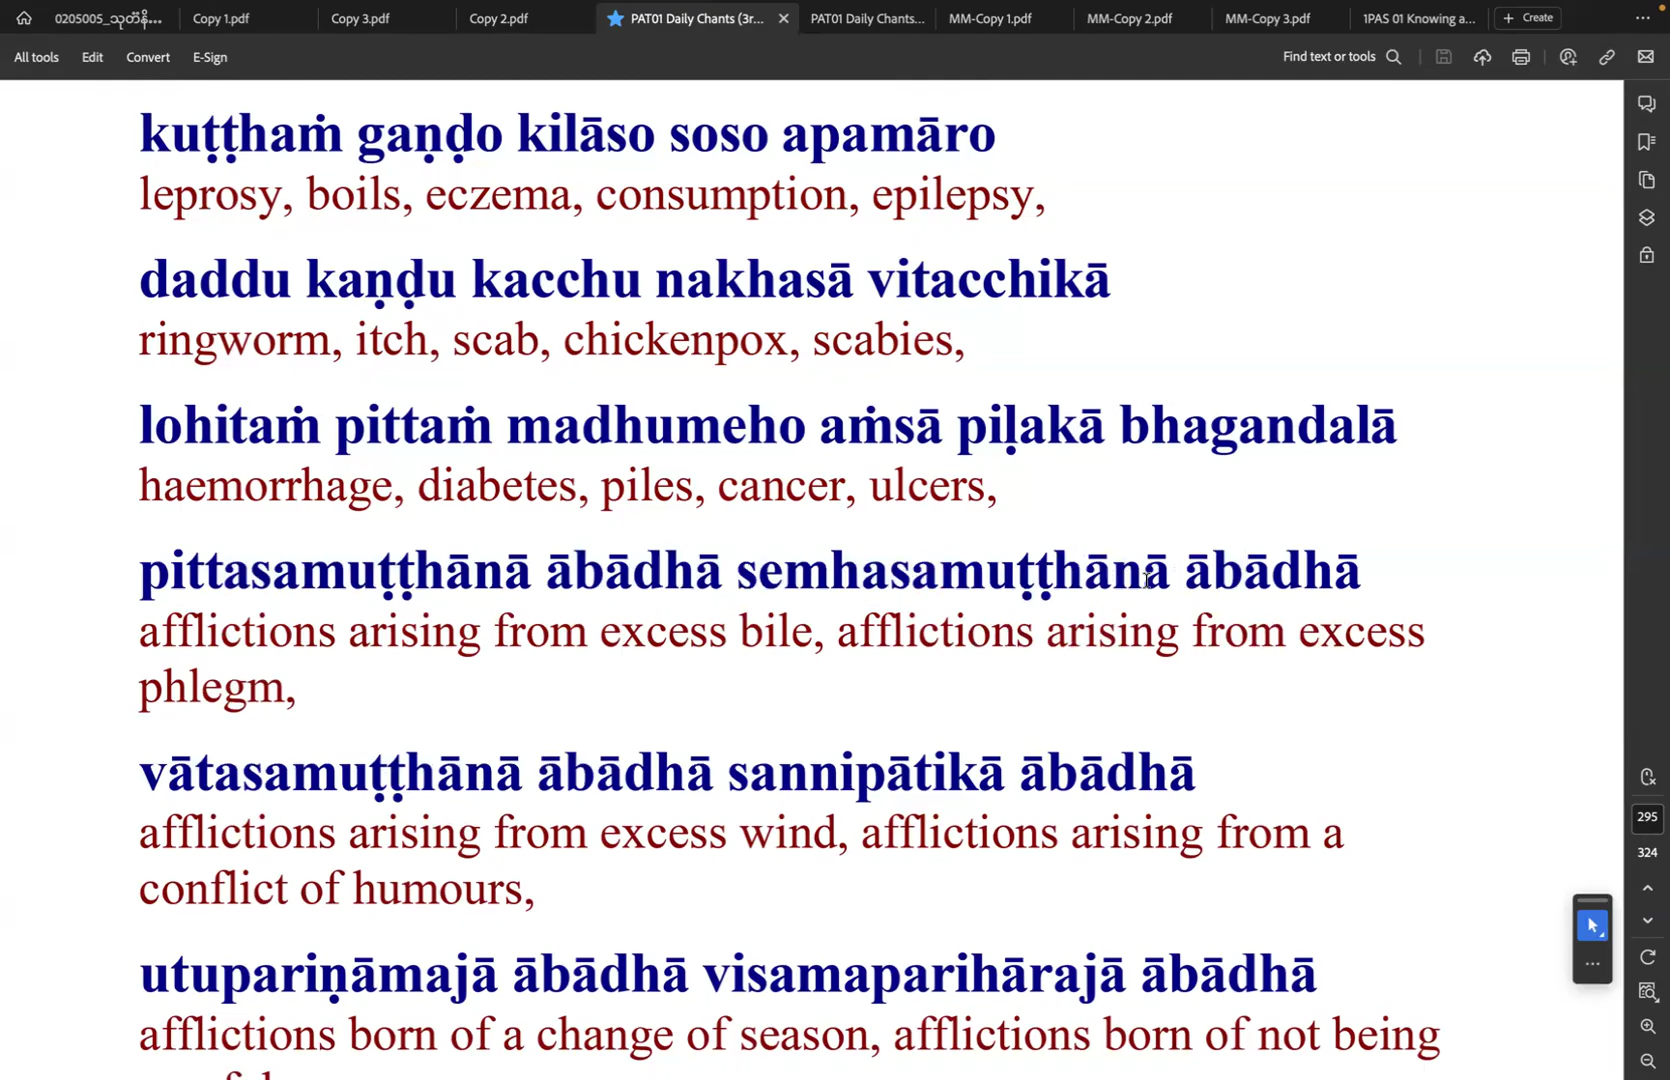 0205005_သုတ္တံနိ... Copy 1.pdf Copy 3.pdf Copy 2.pdf PAT01 Daily Chants (3r... PAT01 Daily Chants... MM-Copy 1.pdf MM-Copy 2.pdf MM-Copy 3.pdf 1PAS 01 Knowing a... Create
All tools Edit Convert E-Sign Find text or tools
kuṭṭhaṁ gaṇḍo kilāso soso apamāro
leprosy, boils, eczema, consumption, epilepsy,
daddu kaṇḍu kacchu nakhasā vitacchikā
ringworm, itch, scab, chickenpox, scabies,
lohitaṁ pittaṁ madhumeho aṁsā piḷakā bhagandalā
haemorrhage, diabetes, piles, cancer, ulcers,
pittasamuṭṭhānā ābādhā semhasamuṭṭhānā ābādhā
afflictions arising from excess bile, afflictions arising from excess
phlegm,
vātasamuṭṭhānā ābādhā sannipātikā ābādhā
afflictions arising from excess wind, afflictions arising from a
conflict of humours,
utupariṇāmajā ābādhā visamaparihārajā ābādhā
afflictions born of a change of season, afflictions born of not being
295
324